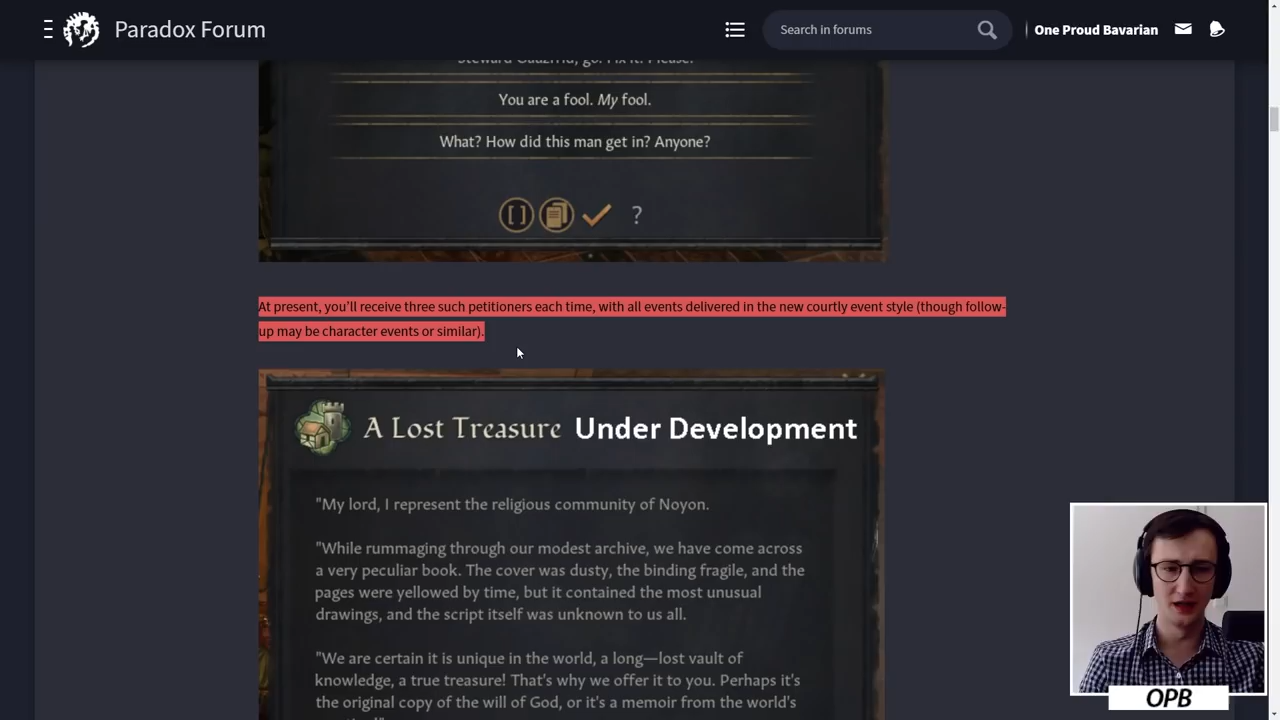 Paradox Forum
Search in forums
One Proud Bavarian
Steward Gauzfrid, go! Fix it! Please!
You are a fool. My fool.
What? How did this man get in? Anyone?
[ ]
?
At present, you'll receive three such petitioners each time, with all events delivered in the new courtly event style (though follow-
up may be character events or similar).
A Lost Treasure Under Development
"My lord, I represent the religious community of Noyon.
"While rummaging through our modest archive, we have come across
a very peculiar book. The cover was dusty, the binding fragile, and the
pages were yellowed by time, but it contained the most unusual
drawings, and the script itself was unknown to us all.
"We are certain it is unique in the world, a long—lost vault of
knowledge, a true treasure! That's why we offer it to you. Perhaps it's
the original copy of the will of God, or it's a memoir from the world's
OPB